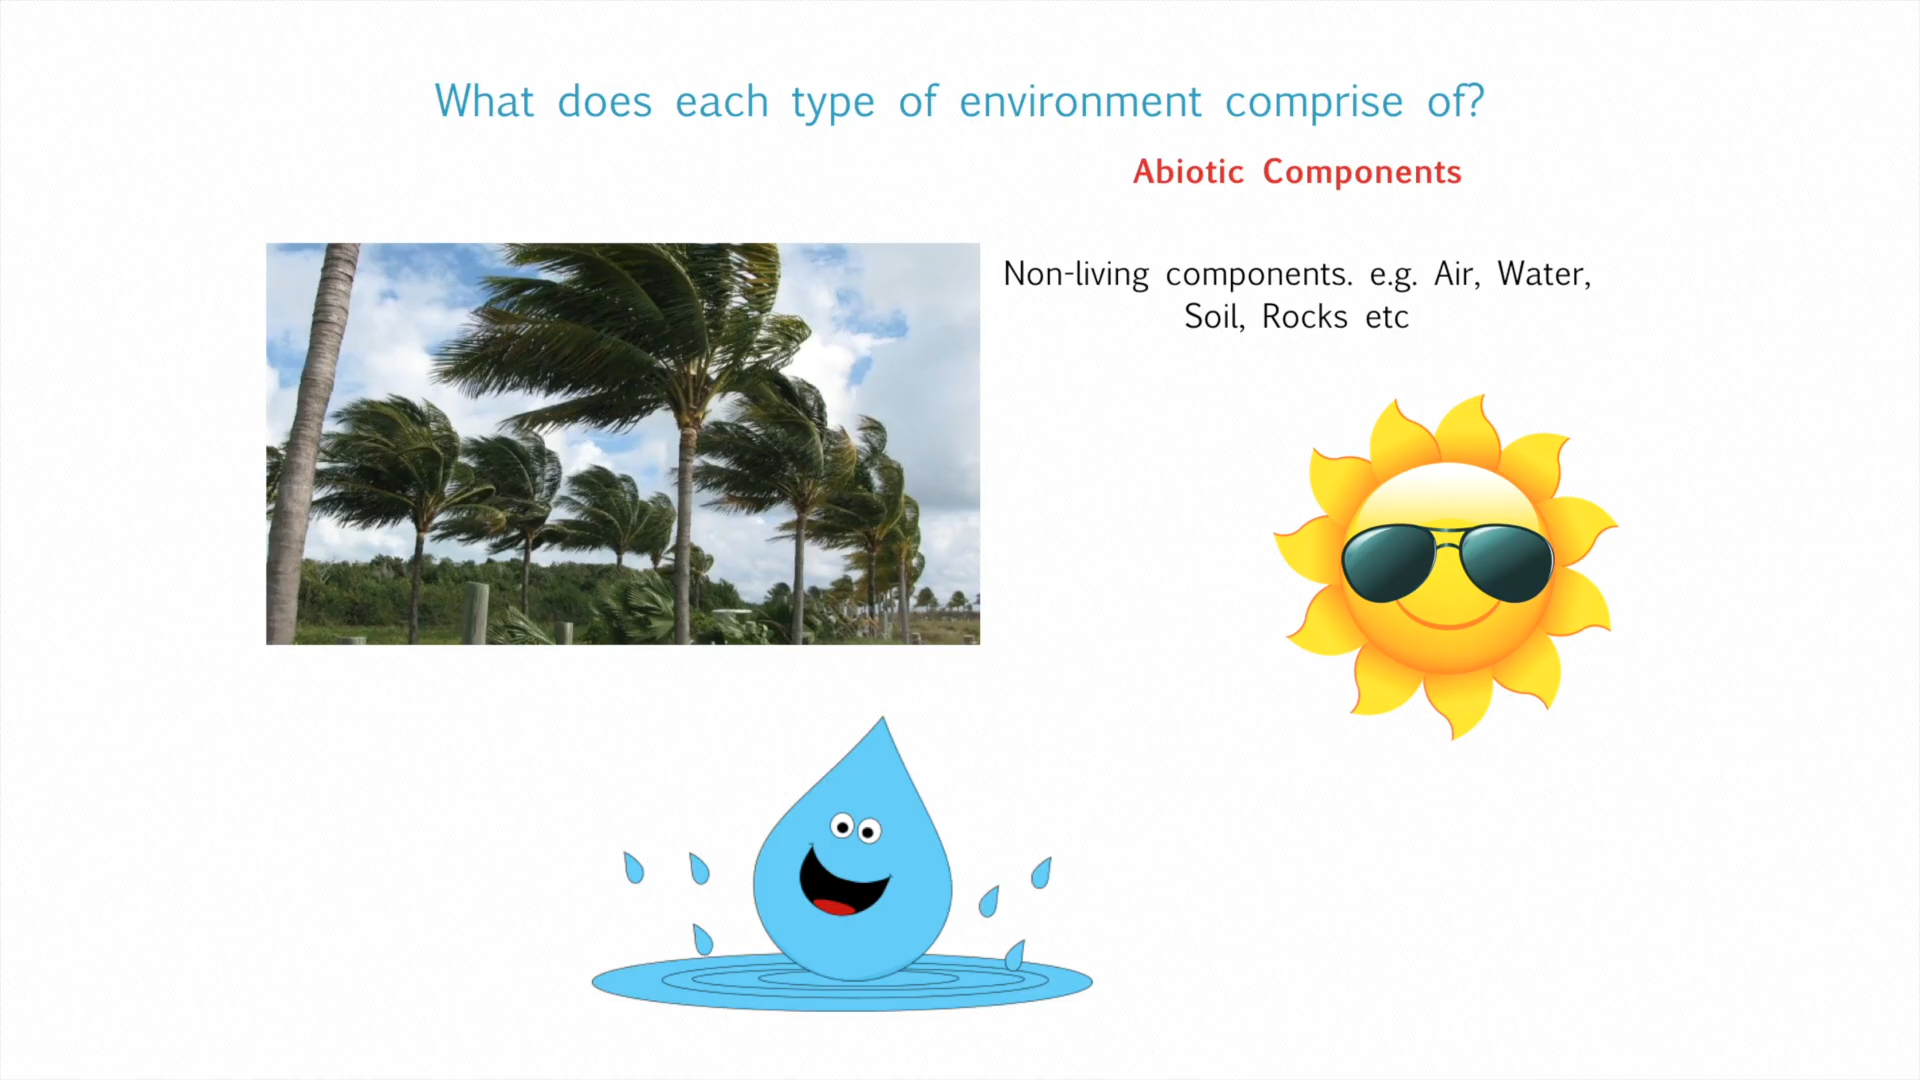 What does each type of environment comprise of?
Abiotic Components
Non-living components. e.g. Air, Water,
Soil, Rocks etc